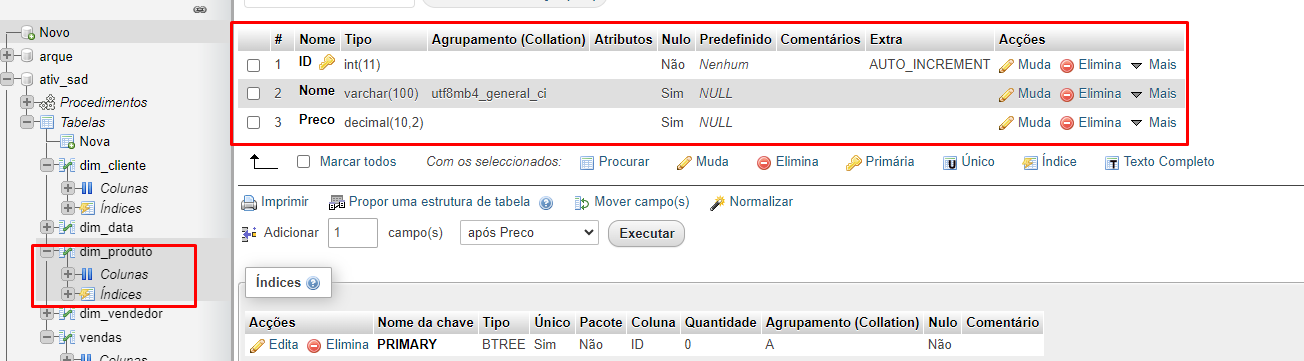 Novo
arque
ativ_sad
Procedimentos
Tabelas
Nova
dim_cliente
Colunas
Índices
dim_data
dim_produto
Colunas
Índices
dim_vendedor
vendas
Colunas
# Nome Tipo Agrupamento (Collation) Atributos Nulo Predefinido Comentários Extra Acções
1 ID int(11) Não Nenhum AUTO_INCREMENT Muda Elimina Mais
2 Nome varchar(100) utf8mb4_general_ci Sim NULL Muda Elimina Mais
3 Preco decimal(10,2) Sim NULL Muda Elimina Mais
Marcar todos Com os seleccionados: Procurar Muda Elimina Primária U Único Índice T Texto Completo
Imprimir Propor uma estrutura de tabela Mover campo(s) Normalizar
Adicionar 1 campo(s) após Preco Executar
Índices
Acções Nome da chave Tipo Único Pacote Coluna Quantidade Agrupamento (Collation) Nulo Comentário
Edita Elimina PRIMARY BTREE Sim Não ID 0 A Não